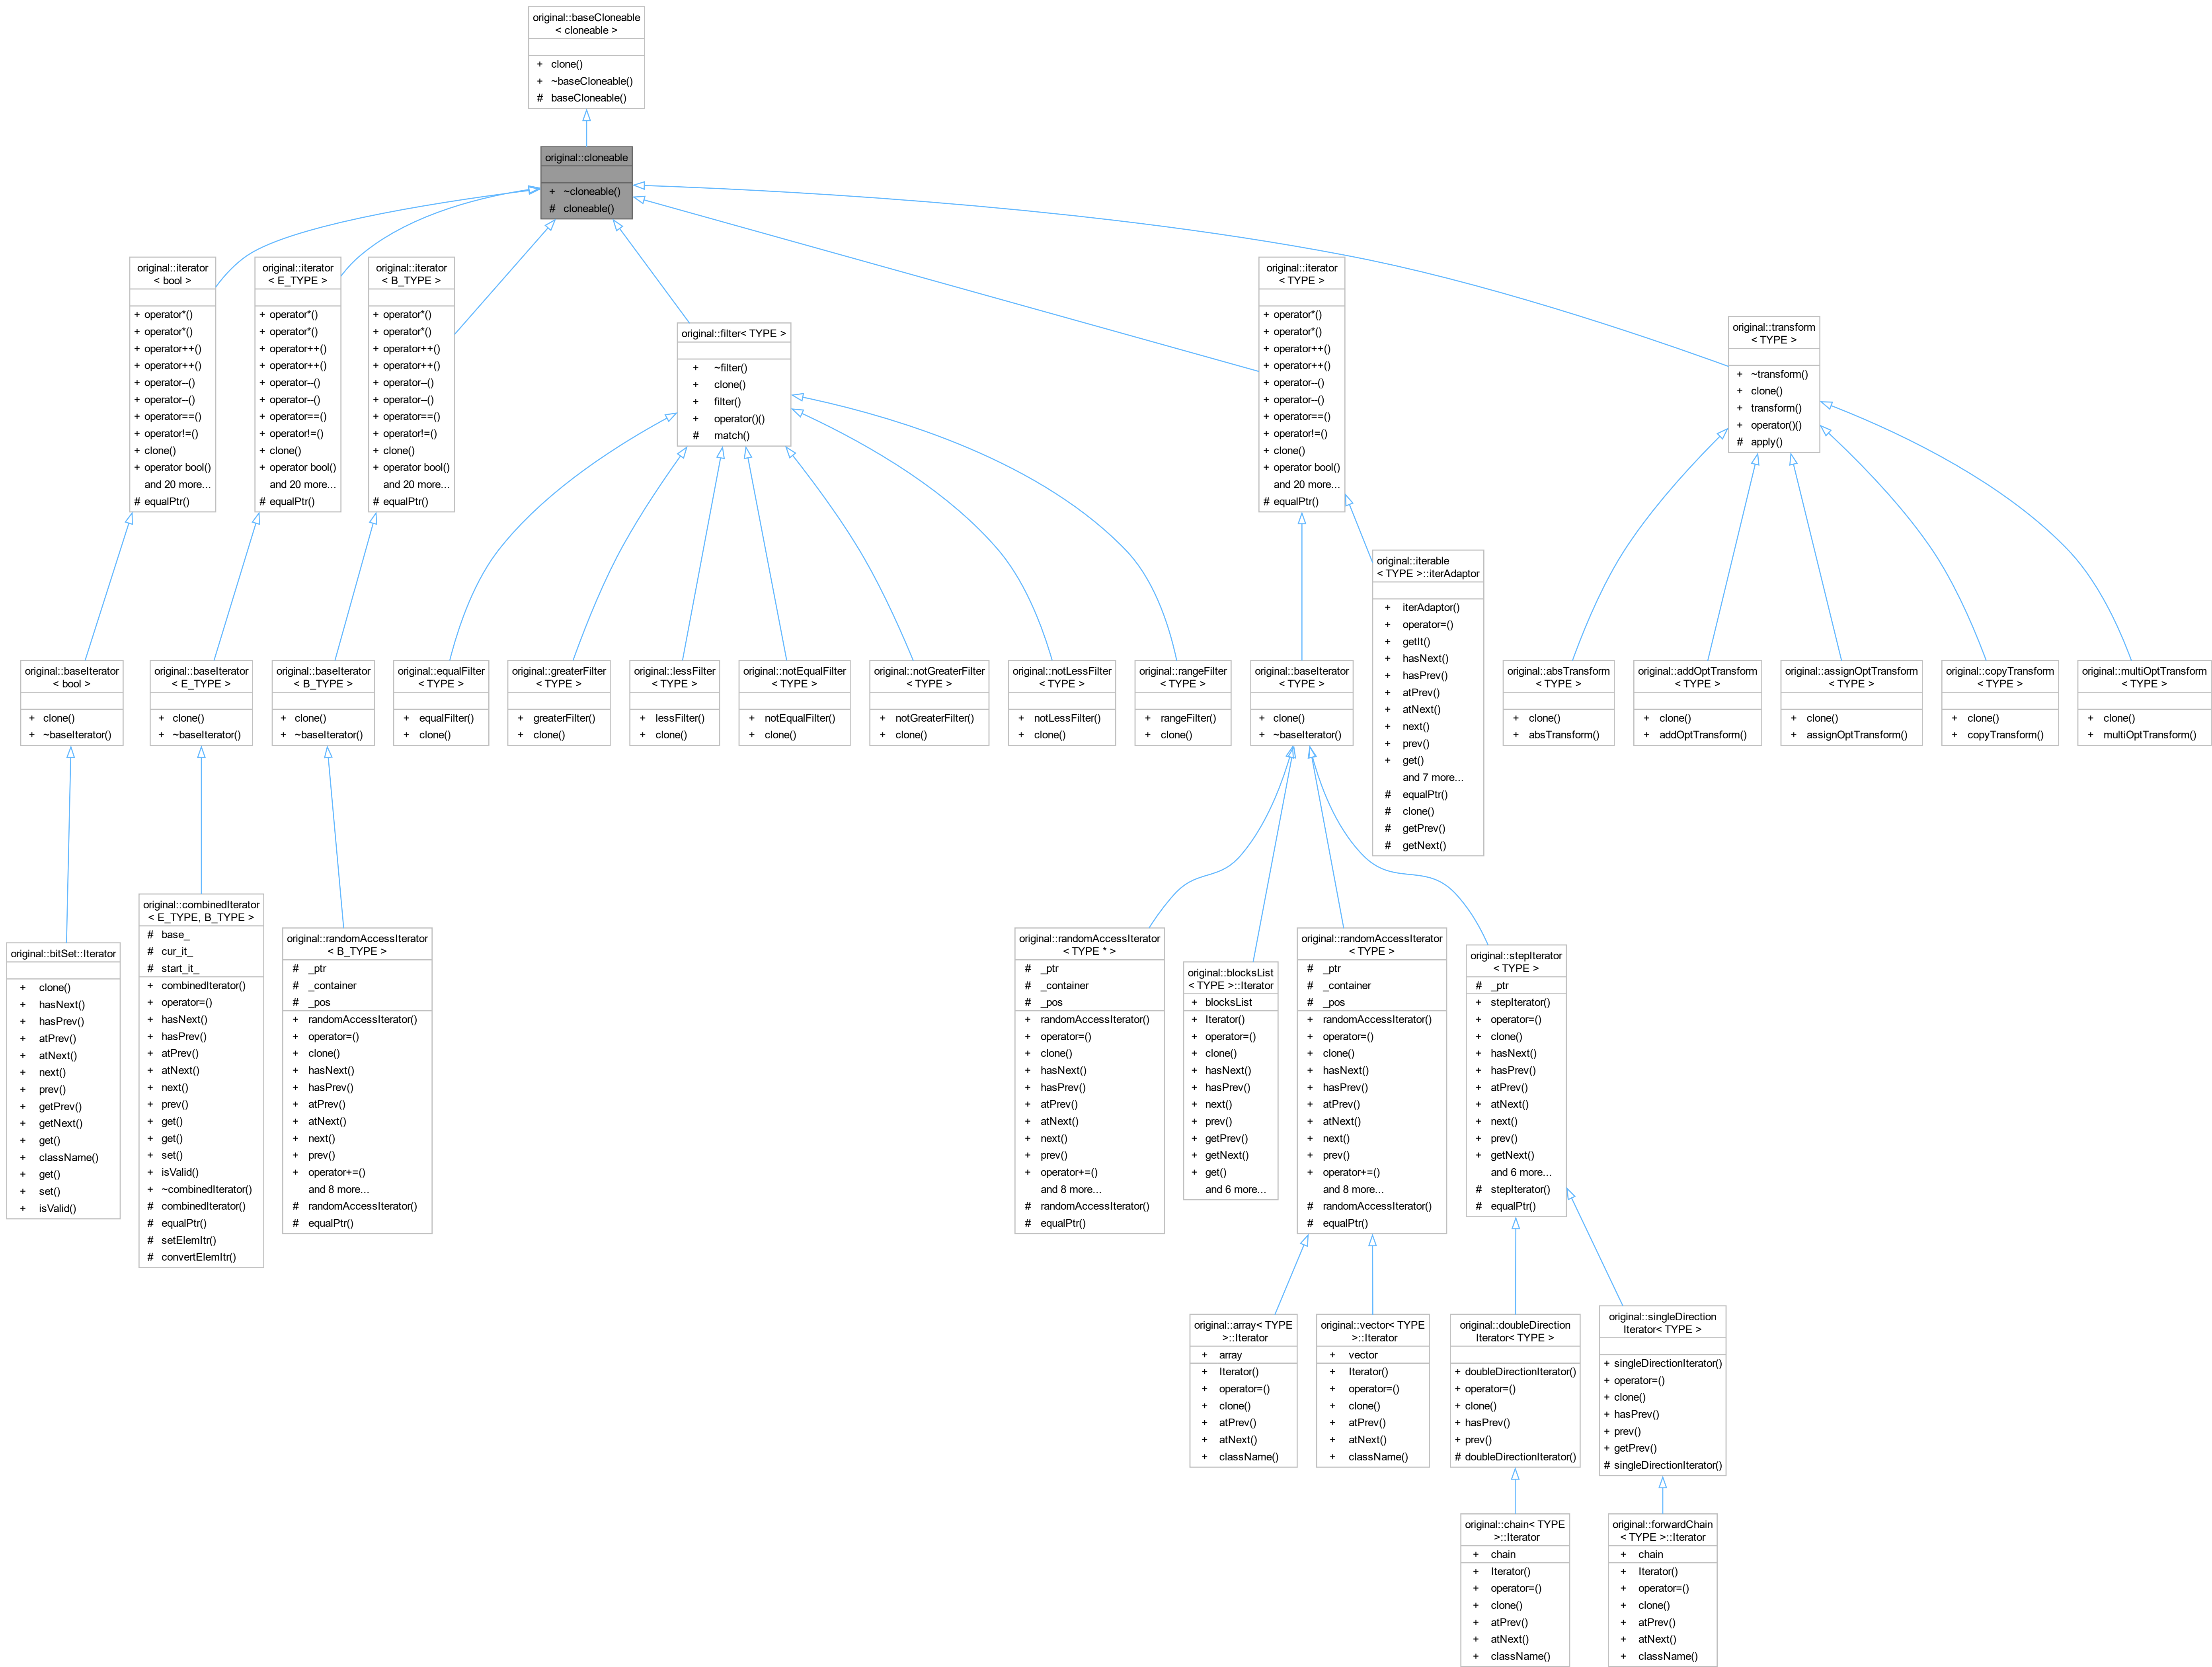 original::baseCloneable
< cloneable >
+ clone()
+ ~baseCloneable()
# baseCloneable()
original::cloneable
+ ~cloneable()
# cloneable()
original::iterator
< bool >
+ operator*()
+ operator*()
+ operator++()
+ operator++()
+ operator--()
+ operator--()
+ operator==()
+ operator!=()
+ clone()
+ operator bool()
and 20 more...
# equalPtr()
original::iterator
< E_TYPE >
+ operator*()
+ operator*()
+ operator++()
+ operator++()
+ operator--()
+ operator--()
+ operator==()
+ operator!=()
+ clone()
+ operator bool()
and 20 more...
# equalPtr()
original::iterator
< B_TYPE >
+ operator*()
+ operator*()
+ operator++()
+ operator++()
+ operator--()
+ operator--()
+ operator==()
+ operator!=()
+ clone()
+ operator bool()
and 20 more...
# equalPtr()
original::filter< TYPE >
+ ~filter()
+ clone()
+ filter()
+ operator()()
# match()
original::iterator
< TYPE >
+ operator*()
+ operator*()
+ operator++()
+ operator++()
+ operator--()
+ operator--()
+ operator==()
+ operator!=()
+ clone()
+ operator bool()
and 20 more...
# equalPtr()
original::transform
< TYPE >
+ ~transform()
+ clone()
+ transform()
+ operator()()
# apply()
original::iterable
< TYPE >::iterAdaptor
+ iterAdaptor()
+ operator=()
+ getIt()
+ hasNext()
+ hasPrev()
+ atPrev()
+ atNext()
+ next()
+ prev()
+ get()
and 7 more...
# equalPtr()
# clone()
# getPrev()
# getNext()
original::baseIterator
< bool >
+ clone()
+ ~baseIterator()
original::baseIterator
< E_TYPE >
+ clone()
+ ~baseIterator()
original::baseIterator
< B_TYPE >
+ clone()
+ ~baseIterator()
original::equalFilter
< TYPE >
+ equalFilter()
+ clone()
original::greaterFilter
< TYPE >
+ greaterFilter()
+ clone()
original::lessFilter
< TYPE >
+ lessFilter()
+ clone()
original::notEqualFilter
< TYPE >
+ notEqualFilter()
+ clone()
original::notGreaterFilter
< TYPE >
+ notGreaterFilter()
+ clone()
original::notLessFilter
< TYPE >
+ notLessFilter()
+ clone()
original::rangeFilter
< TYPE >
+ rangeFilter()
+ clone()
original::baseIterator
< TYPE >
+ clone()
+ ~baseIterator()
original::absTransform
< TYPE >
+ clone()
+ absTransform()
original::addOptTransform
< TYPE >
+ clone()
+ addOptTransform()
original::assignOptTransform
< TYPE >
+ clone()
+ assignOptTransform()
original::copyTransform
< TYPE >
+ clone()
+ copyTransform()
original::multiOptTransform
< TYPE >
+ clone()
+ multiOptTransform()
original::bitSet::Iterator
+ clone()
+ hasNext()
+ hasPrev()
+ atPrev()
+ atNext()
+ next()
+ prev()
+ getPrev()
+ getNext()
+ get()
+ className()
+ get()
+ set()
+ isValid()
original::combinedIterator
< E_TYPE, B_TYPE >
# base_
# cur_it_
# start_it_
+ combinedIterator()
+ operator=()
+ hasNext()
+ hasPrev()
+ atPrev()
+ atNext()
+ next()
+ prev()
+ get()
+ get()
+ set()
+ isValid()
+ ~combinedIterator()
# combinedIterator()
# equalPtr()
# setElemItr()
# convertElemItr()
original::randomAccessIterator
< B_TYPE >
# _ptr
# _container
# _pos
+ randomAccessIterator()
+ operator=()
+ clone()
+ hasNext()
+ hasPrev()
+ atPrev()
+ atNext()
+ next()
+ prev()
+ operator+=()
and 8 more...
# randomAccessIterator()
# equalPtr()
original::randomAccessIterator
< TYPE * >
# _ptr
# _container
# _pos
+ randomAccessIterator()
+ operator=()
+ clone()
+ hasNext()
+ hasPrev()
+ atPrev()
+ atNext()
+ next()
+ prev()
+ operator+=()
and 8 more...
# randomAccessIterator()
# equalPtr()
original::blocksList
< TYPE >::Iterator
+ blocksList
+ Iterator()
+ operator=()
+ clone()
+ hasNext()
+ hasPrev()
+ next()
+ prev()
+ getPrev()
+ getNext()
+ get()
and 6 more...
original::randomAccessIterator
< TYPE >
# _ptr
# _container
# _pos
+ randomAccessIterator()
+ operator=()
+ clone()
+ hasNext()
+ hasPrev()
+ atPrev()
+ atNext()
+ next()
+ prev()
+ operator+=()
and 8 more...
# randomAccessIterator()
# equalPtr()
original::stepIterator
< TYPE >
# _ptr
+ stepIterator()
+ operator=()
+ clone()
+ hasNext()
+ hasPrev()
+ atPrev()
+ atNext()
+ next()
+ prev()
+ getNext()
and 6 more...
# stepIterator()
# equalPtr()
original::array< TYPE
>::Iterator
+ array
+ Iterator()
+ operator=()
+ clone()
+ atPrev()
+ atNext()
+ className()
original::vector< TYPE
>::Iterator
+ vector
+ Iterator()
+ operator=()
+ clone()
+ atPrev()
+ atNext()
+ className()
original::doubleDirection
Iterator< TYPE >
+ doubleDirectionIterator()
+ operator=()
+ clone()
+ hasPrev()
+ prev()
# doubleDirectionIterator()
original::singleDirection
Iterator< TYPE >
+ singleDirectionIterator()
+ operator=()
+ clone()
+ hasPrev()
+ prev()
+ getPrev()
# singleDirectionIterator()
original::chain< TYPE
>::Iterator
+ chain
+ Iterator()
+ operator=()
+ clone()
+ atPrev()
+ atNext()
+ className()
original::forwardChain
< TYPE >::Iterator
+ chain
+ Iterator()
+ operator=()
+ clone()
+ atPrev()
+ atNext()
+ className()